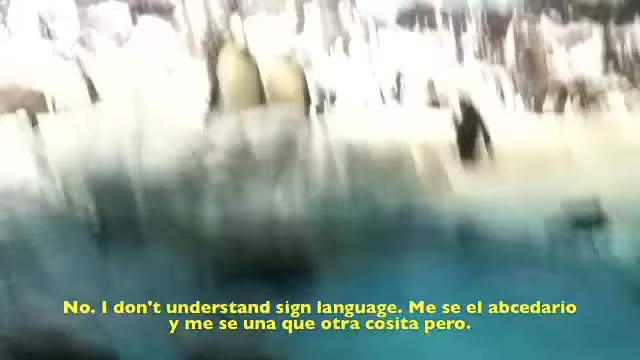 No. I don't understand sign language. Me se el abcedario
y me se una que otra cosita pero.